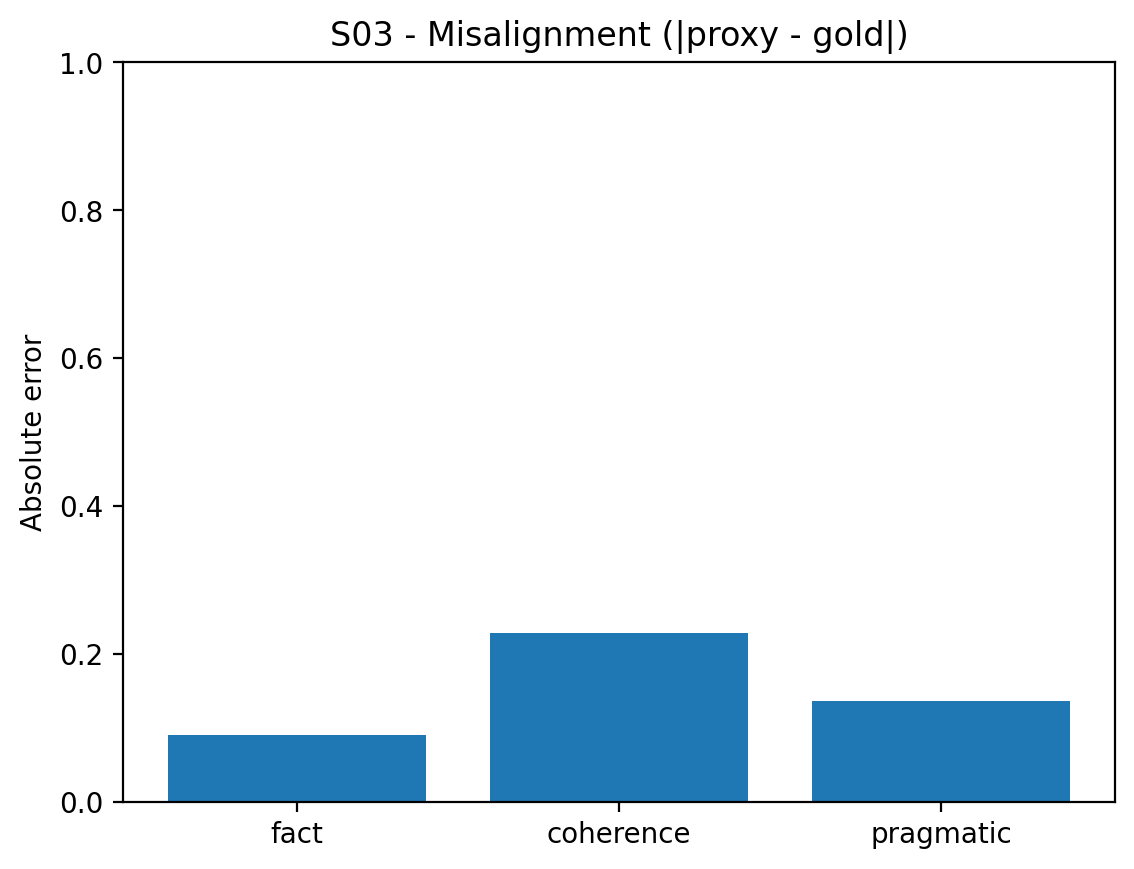 S03 - Misalignment (|proxy - gold|)
1.0
0.8
0.6
0.4
0.2
0.0
Absolute error
fact coherence pragmatic